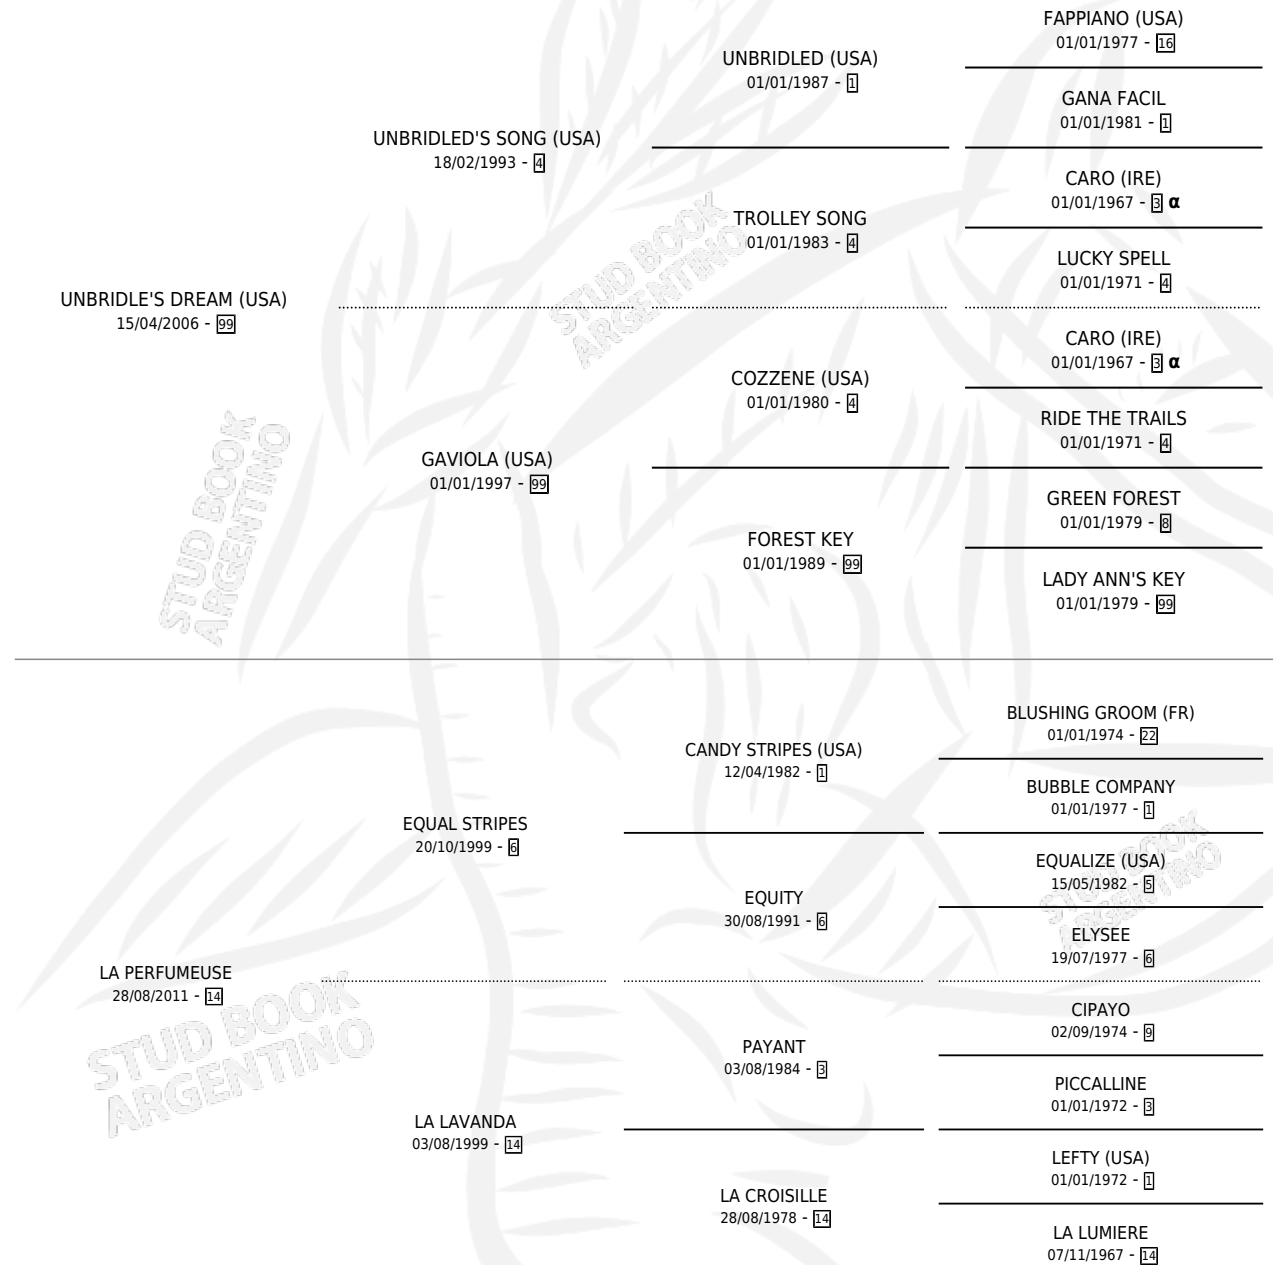 FAPPIANO (USA)
01/01/1977 - 16
UNBRIDLED (USA)
01/01/1987 - 1
GANA FACIL
01/01/1981 - 1
UNBRIDLED'S SONG (USA)
18/02/1993 - 4
CARO (IRE)
01/01/1967 - 3 α
TROLLEY SONG
01/01/1983 - 4
LUCKY SPELL
01/01/1971 - 4
UNBRIDLE'S DREAM (USA)
15/04/2006 - 99
CARO (IRE)
01/01/1967 - 3 α
COZZENE (USA)
01/01/1980 - 4
RIDE THE TRAILS
01/01/1971 - 4
GAVIOLA (USA)
01/01/1997 - 99
GREEN FOREST
01/01/1979 - 8
FOREST KEY
01/01/1989 - 99
LADY ANN'S KEY
01/01/1979 - 99
BLUSHING GROOM (FR)
01/01/1974 - 22
CANDY STRIPES (USA)
12/04/1982 - 1
BUBBLE COMPANY
01/01/1977 - 1
EQUAL STRIPES
20/10/1999 - 6
EQUALIZE (USA)
15/05/1982 - 5
EQUITY
30/08/1991 - 6
ELYSEE
19/07/1977 - 6
LA PERFUMEUSE
28/08/2011 - 14
CIPAYO
02/09/1974 - 9
PAYANT
03/08/1984 - 3
PICCALLINE
01/01/1972 - 3
LA LAVANDA
03/08/1999 - 14
LEFTY (USA)
01/01/1972 - 1
LA CROISILLE
28/08/1978 - 14
LA LUMIERE
07/11/1967 - 14
STUD BOOK
ARGENTINO
STUD BOOK
ARGENTINO
STUD BOOK
ARGENTINO
STUD BOOK
ARGENTINO